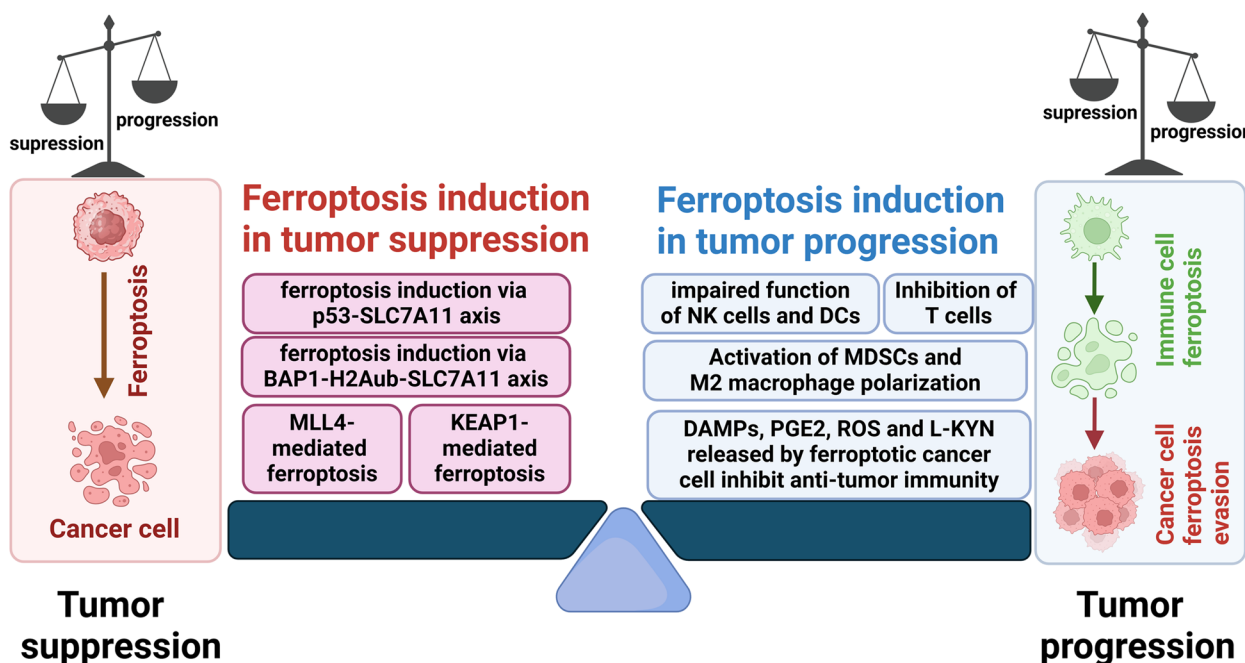 supression
progression
Ferroptosis
Cancer cell
Tumor
suppression
Ferroptosis induction
in tumor suppression
ferroptosis induction via
p53-SLC7A11 axis
ferroptosis induction via
BAP1-H2Aub-SLC7A11 axis
MLL4-
mediated
ferroptosis
KEAP1-
mediated
ferroptosis
Ferroptosis induction
in tumor progression
impaired function
of NK cells and DCs
Inhibition of
T cells
Activation of MDSCs and
M2 macrophage polarization
DAMPs, PGE2, ROS and L-KYN
released by ferroptotic cancer
cell inhibit anti-tumor immunity
supression
progression
Immune cell
ferroptosis
Cancer cell
ferroptosis
evasion
Tumor
progression